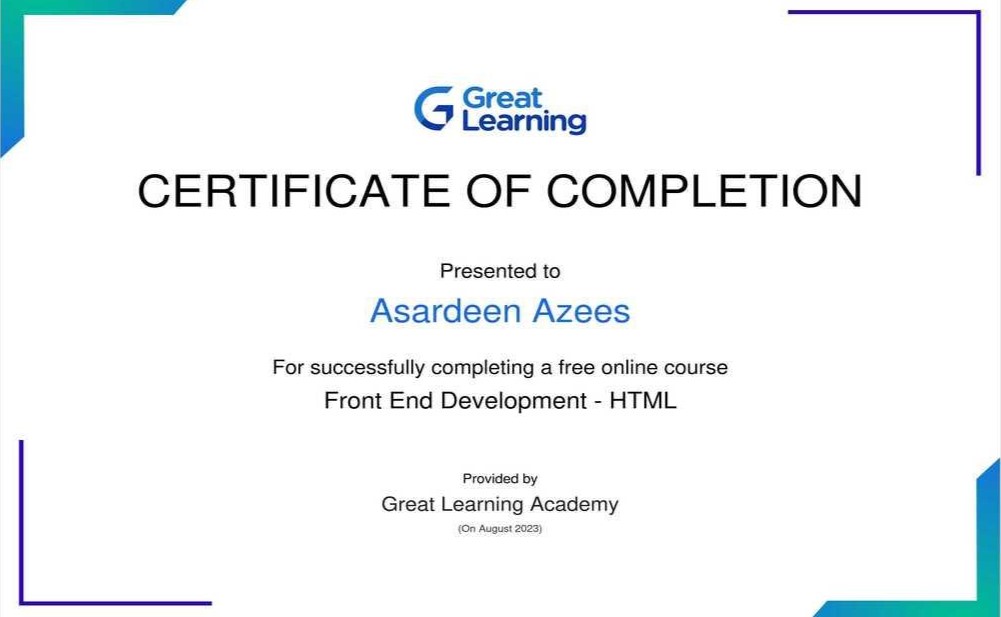 Great
Learning
CERTIFICATE OF COMPLETION
Presented to
Asardeen Azees
For successfully completing a free online course
Front End Development - HTML
Provided by
Great Learning Academy
(On August 2023)